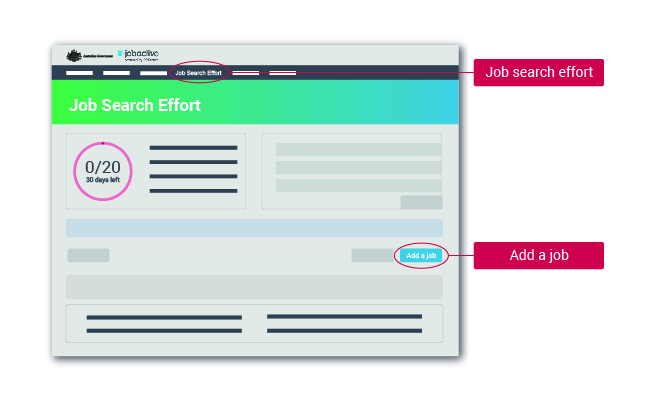 Australian Government
jobactive
Job Search Effort
Job search effort
Job Search Effort
0/20
30 days left
Add a job
Add a job